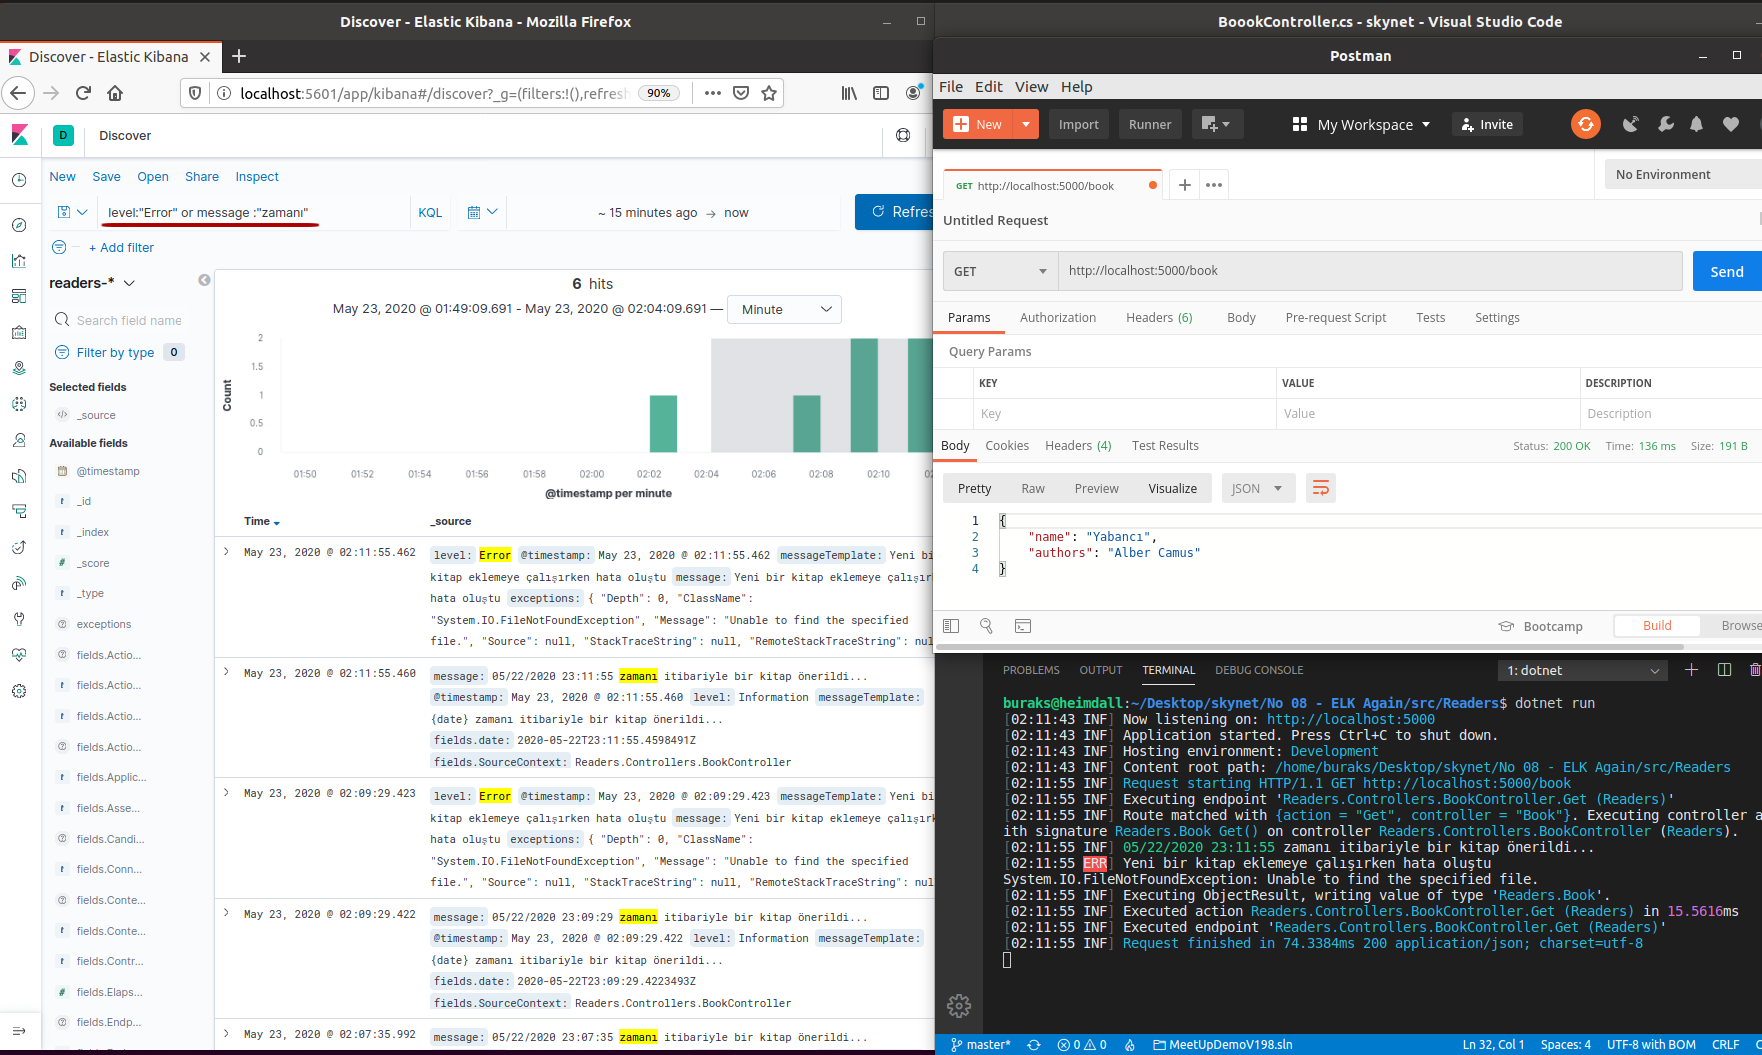 Discover - Elastic Kibana - Mozilla Firefox
Discover - Elastic Kibana
localhost:5601/app/kibana#/discover?_g=(filters:!(),refresh
90%
D
Discover
New Save Open Share Inspect
level:"Error" or message :"zamanı"
KQL
~ 15 minutes ago → now
Refres
+ Add filter
readers-*
Search field name
Filter by type 0
Selected fields
_source
Available fields
@timestamp
t _id
t _index
# _score
t _type
exceptions
fields.Actio...
t fields.Actio...
t fields.Actio...
fields.Actio...
t fields.Applic...
t fields.Asse...
fields.Candi...
t fields.Conn...
fields.Conte...
t fields.Conte...
t fields.Contr...
# fields.Elaps...
fields.Endp...
6 hits
May 23, 2020 @ 01:49:09.691 - May 23, 2020 @ 02:04:09.691 —
Minute
Count
2
1.5
1
0.5
0
01:50 01:52 01:54 01:56 01:58 02:00 02:02 02:04 02:06 02:08 02:10
@timestamp per minute
Time _source
May 23, 2020 @ 02:11:55.462
level: Error @timestamp: May 23, 2020 @ 02:11:55.462 messageTemplate: Yeni bi
kitap eklemeye çalışırken hata oluştu message: Yeni bir kitap eklemeye çalışırk
hata oluştu exceptions: { "Depth": 0, "ClassName":
"System.IO.FileNotFoundException", "Message": "Unable to find the specified
file.", "Source": null, "StackTraceString": null, "RemoteStackTraceString": nul
May 23, 2020 @ 02:11:55.460
message: 05/22/2020 23:11:55 zamanı itibariyle bir kitap önerildi...
@timestamp: May 23, 2020 @ 02:11:55.460 level: Information messageTemplate:
{date} zamanı itibariyle bir kitap önerildi...
fields.date: 2020-05-22T23:11:55.4598491Z
fields.SourceContext: Readers.Controllers.BookController
May 23, 2020 @ 02:09:29.423
level: Error @timestamp: May 23, 2020 @ 02:09:29.423 messageTemplate: Yeni bi
kitap eklemeye çalışırken hata oluştu message: Yeni bir kitap eklemeye çalışırk
hata oluştu exceptions: { "Depth": 0, "ClassName":
"System.IO.FileNotFoundException", "Message": "Unable to find the specified
file.", "Source": null, "StackTraceString": null, "RemoteStackTraceString": nul
May 23, 2020 @ 02:09:29.422
message: 05/22/2020 23:09:29 zamanı itibariyle bir kitap önerildi...
@timestamp: May 23, 2020 @ 02:09:29.422 level: Information messageTemplate:
{date} zamanı itibariyle bir kitap önerildi...
fields.date: 2020-05-22T23:09:29.4223493Z
fields.SourceContext: Readers.Controllers.BookController
May 23, 2020 @ 02:07:35.992
message: 05/22/2020 23:07:35 zamanı itibariyle bir kitap önerildi...
BoookController.cs - skynet - Visual Studio Code
Postman
File Edit View Help
New Import Runner My Workspace Invite
GET http://localhost:5000/book
No Environment
Untitled Request
GET http://localhost:5000/book Send
Params Authorization Headers (6) Body Pre-request Script Tests Settings
Query Params
KEY VALUE DESCRIPTION
Key Value Description
Body Cookies Headers (4) Test Results Status: 200 OK Time: 136 ms Size: 191 B
Pretty Raw Preview Visualize JSON
1 {
2 "name": "Yabancı",
3 "authors": "Alber Camus"
4 }
Bootcamp Build Browse
PROBLEMS OUTPUT TERMINAL DEBUG CONSOLE 1: dotnet
buraks@heimdall:~/Desktop/skynet/No 08 - ELK Again/src/Readers$ dotnet run
[02:11:43 INF] Now listening on: http://localhost:5000
[02:11:43 INF] Application started. Press Ctrl+C to shut down.
[02:11:43 INF] Hosting environment: Development
[02:11:43 INF] Content root path: /home/buraks/Desktop/skynet/No 08 - ELK Again/src/Readers
[02:11:55 INF] Request starting HTTP/1.1 GET http://localhost:5000/book
[02:11:55 INF] Executing endpoint 'Readers.Controllers.BookController.Get (Readers)'
[02:11:55 INF] Route matched with {action = "Get", controller = "Book"}. Executing controller a
ith signature Readers.Book Get() on controller Readers.Controllers.BookController (Readers).
[02:11:55 INF] 05/22/2020 23:11:55 zamanı itibariyle bir kitap önerildi...
[02:11:55 ERR] Yeni bir kitap eklemeye çalışırken hata oluştu
System.IO.FileNotFoundException: Unable to find the specified file.
[02:11:55 INF] Executing ObjectResult, writing value of type 'Readers.Book'.
[02:11:55 INF] Executed action Readers.Controllers.BookController.Get (Readers) in 15.5616ms
[02:11:55 INF] Executed endpoint 'Readers.Controllers.BookController.Get (Readers)'
[02:11:55 INF] Request finished in 74.3384ms 200 application/json; charset=utf-8
master* 0 0 MeetUpDemoV198.sln Ln 32, Col 1 Spaces: 4 UTF-8 with BOM CRLF